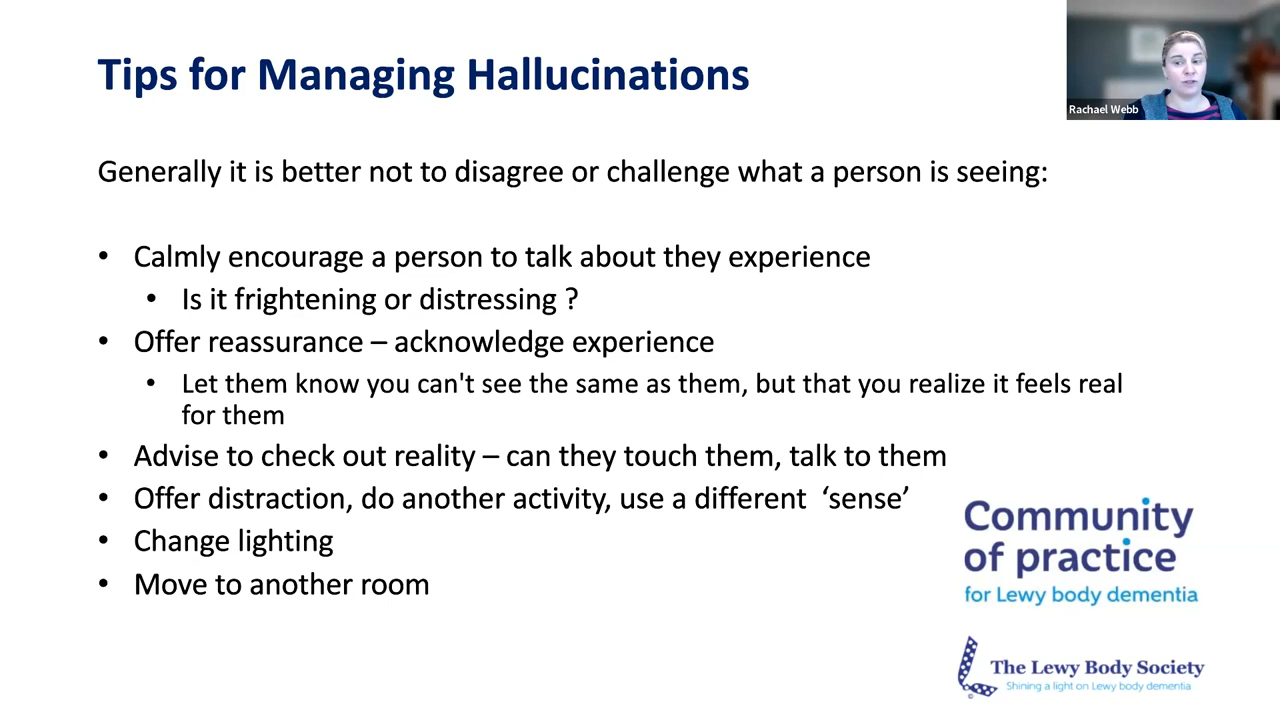 Tips for Managing Hallucinations
Rachael Webb
Generally it is better not to disagree or challenge what a person is seeing:
• Calmly encourage a person to talk about they experience
• Is it frightening or distressing ?
• Offer reassurance – acknowledge experience
• Let them know you can't see the same as them, but that you realize it feels real
for them
• Advise to check out reality – can they touch them, talk to them
• Offer distraction, do another activity, use a different ‘sense’
• Change lighting
• Move to another room
Community
of practice
for Lewy body dementia
The Lewy Body Society
Shining a light on Lewy body dementia